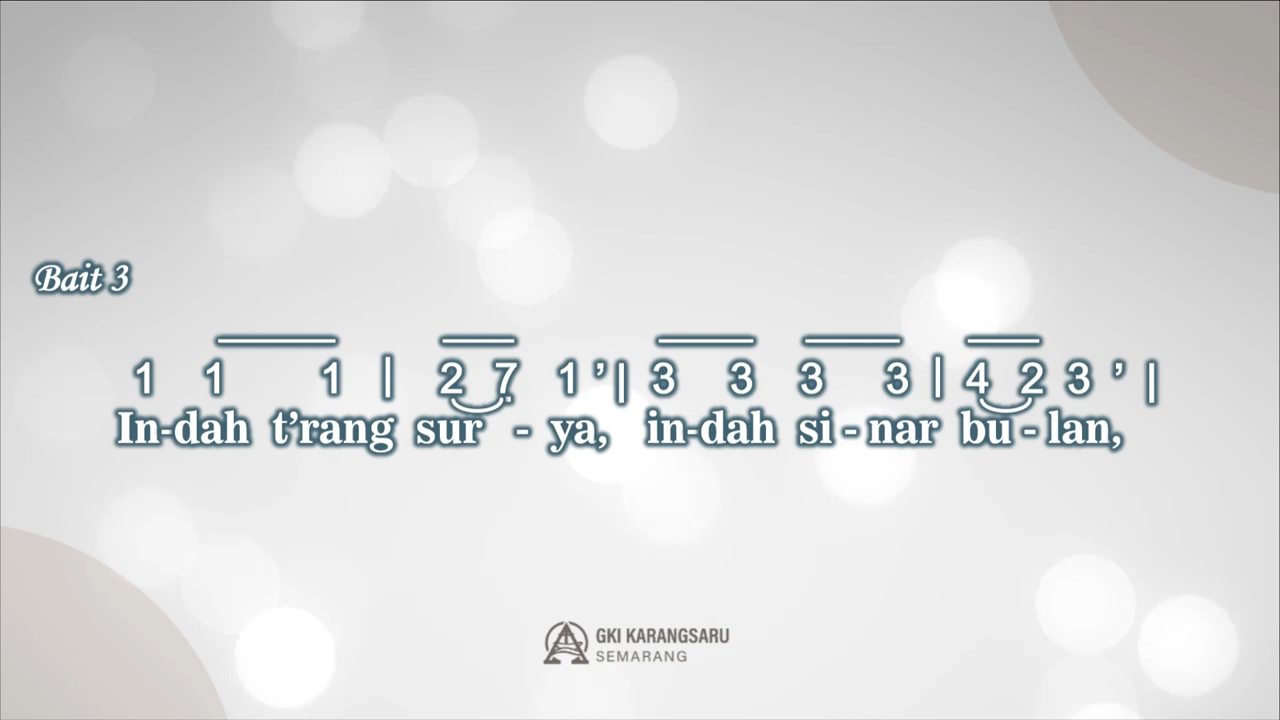 Bait 3
1 1 1 | 2 7̣ 1 ’ | 3 3 3 3 | 4 2 3 ’ |
In-dah t’rang sur - ya, in-dah si - nar bu - lan,
GKI KARANGSARU
SEMARANG